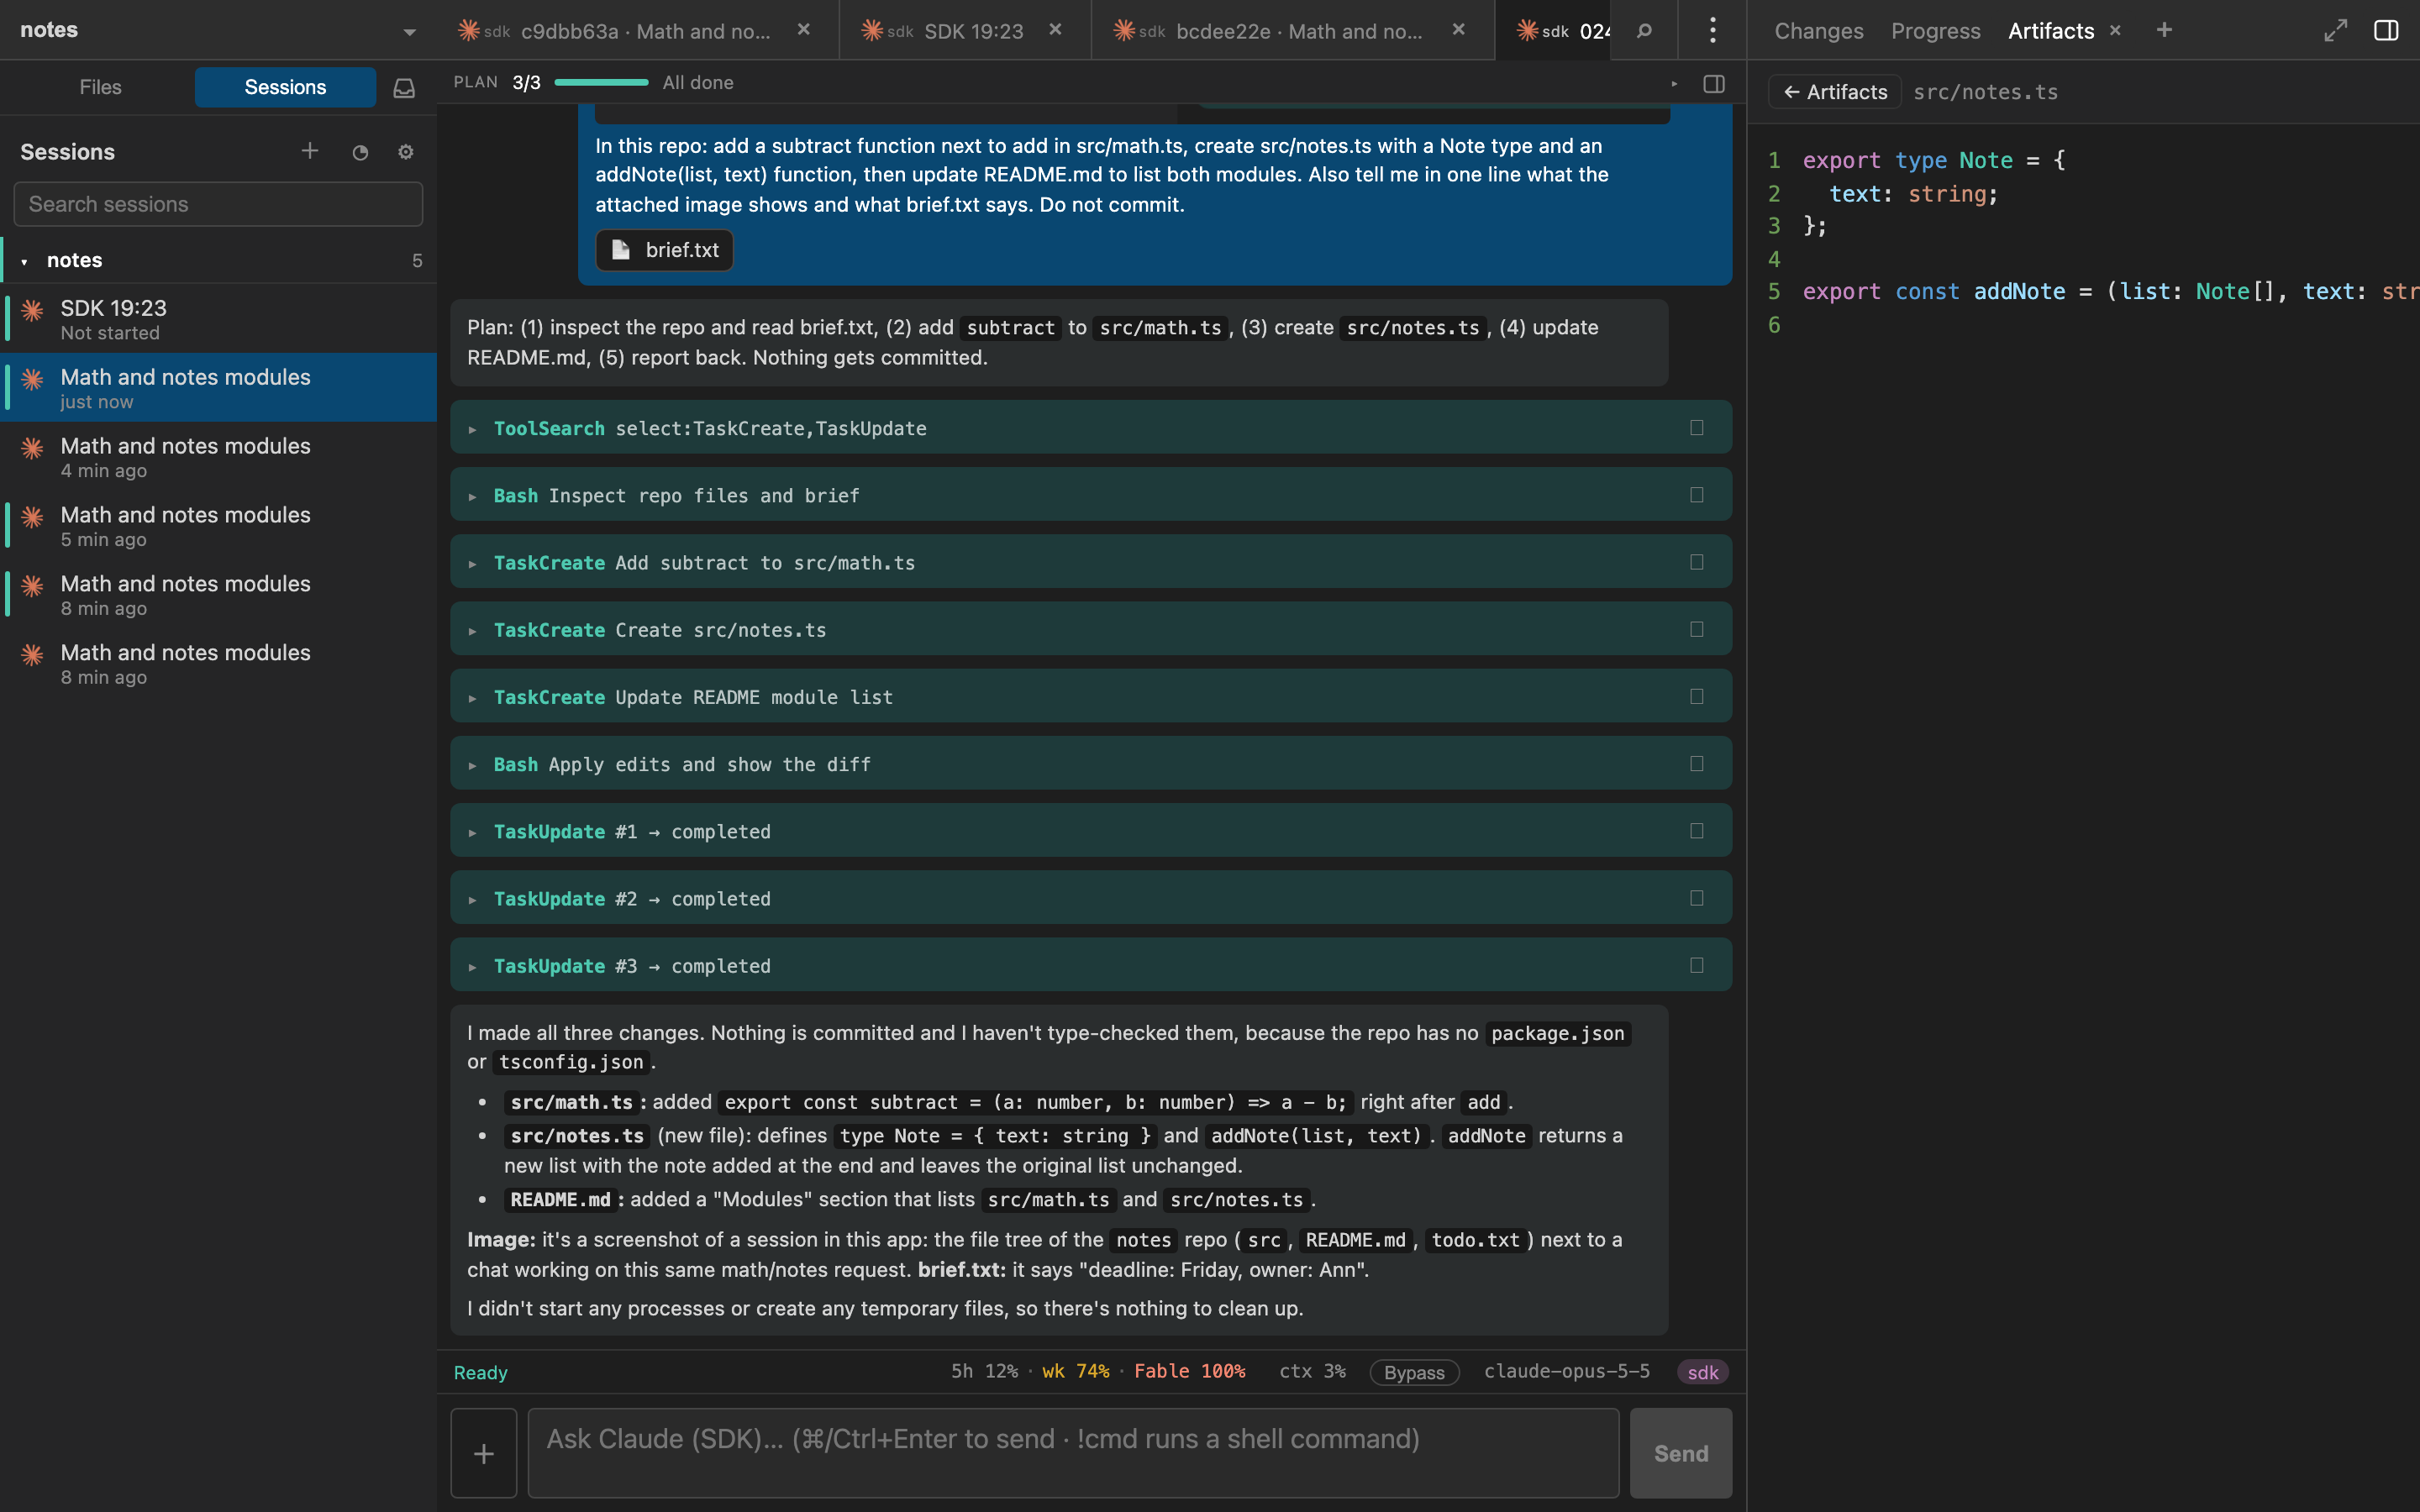 notes
Files
Sessions
Sessions
Search sessions
notes 5
SDK 19:23
Not started
Math and notes modules
just now
Math and notes modules
4 min ago
Math and notes modules
5 min ago
Math and notes modules
8 min ago
Math and notes modules
8 min ago
sdk c9dbb63a · Math and no...
sdk SDK 19:23
sdk bcdee22e · Math and no...
sdk 024
PLAN 3/3 All done
In this repo: add a subtract function next to add in src/math.ts, create src/notes.ts with a Note type and an
addNote(list, text) function, then update README.md to list both modules. Also tell me in one line what the
attached image shows and what brief.txt says. Do not commit.
brief.txt
Plan: (1) inspect the repo and read brief.txt, (2) add subtract to src/math.ts, (3) create src/notes.ts, (4) update
README.md, (5) report back. Nothing gets committed.
ToolSearch select:TaskCreate,TaskUpdate
Bash Inspect repo files and brief
TaskCreate Add subtract to src/math.ts
TaskCreate Create src/notes.ts
TaskCreate Update README module list
Bash Apply edits and show the diff
TaskUpdate #1 → completed
TaskUpdate #2 → completed
TaskUpdate #3 → completed
I made all three changes. Nothing is committed and I haven't type-checked them, because the repo has no package.json
or tsconfig.json.
• src/math.ts: added export const subtract = (a: number, b: number) => a - b; right after add.
• src/notes.ts (new file): defines type Note = { text: string } and addNote(list, text). addNote returns a
new list with the note added at the end and leaves the original list unchanged.
• README.md: added a "Modules" section that lists src/math.ts and src/notes.ts.
Image: it's a screenshot of a session in this app: the file tree of the notes repo (src, README.md, todo.txt) next to a
chat working on this same math/notes request. brief.txt: it says "deadline: Friday, owner: Ann".
I didn't start any processes or create any temporary files, so there's nothing to clean up.
Ready 5h 12% · wk 74% · Fable 100% ctx 3% Bypass claude-opus-5-5 sdk
Ask Claude (SDK)... (⌘/Ctrl+Enter to send · !cmd runs a shell command)
Send
Changes Progress Artifacts
← Artifacts src/notes.ts
1 export type Note = {
2 text: string;
3 };
4
5 export const addNote = (list: Note[], text: str
6